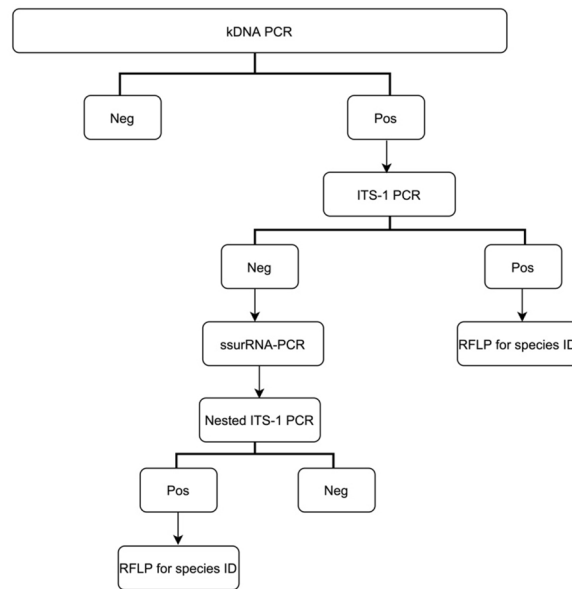 kDNA PCR
Neg
Pos
ITS-1 PCR
Neg
Pos
ssurRNA-PCR
RFLP for species ID
Nested ITS-1 PCR
Pos
Neg
RFLP for species ID